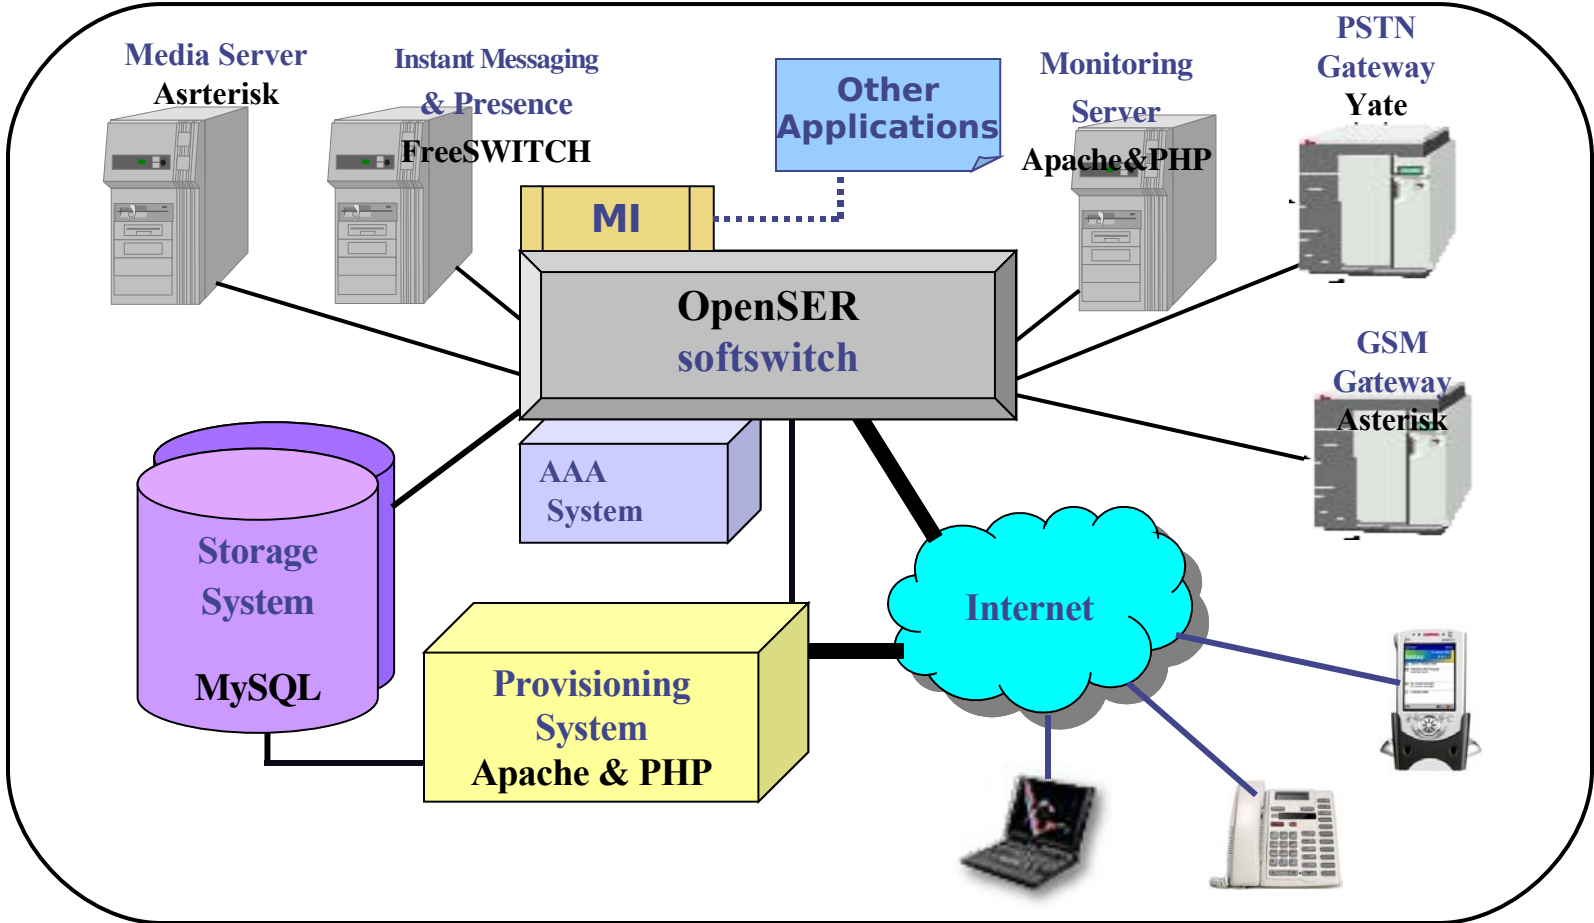 Media Server
Asrterisk
Instant Messaging
& Presence
FreeSWITCH
Other
Applications
Monitoring
Server
Apache&PHP
PSTN
Gateway
Yate
MI
OpenSER
softswitch
GSM
Gateway
Asterisk
AAA
System
Storage
System
MySQL
Internet
Provisioning
System
Apache & PHP